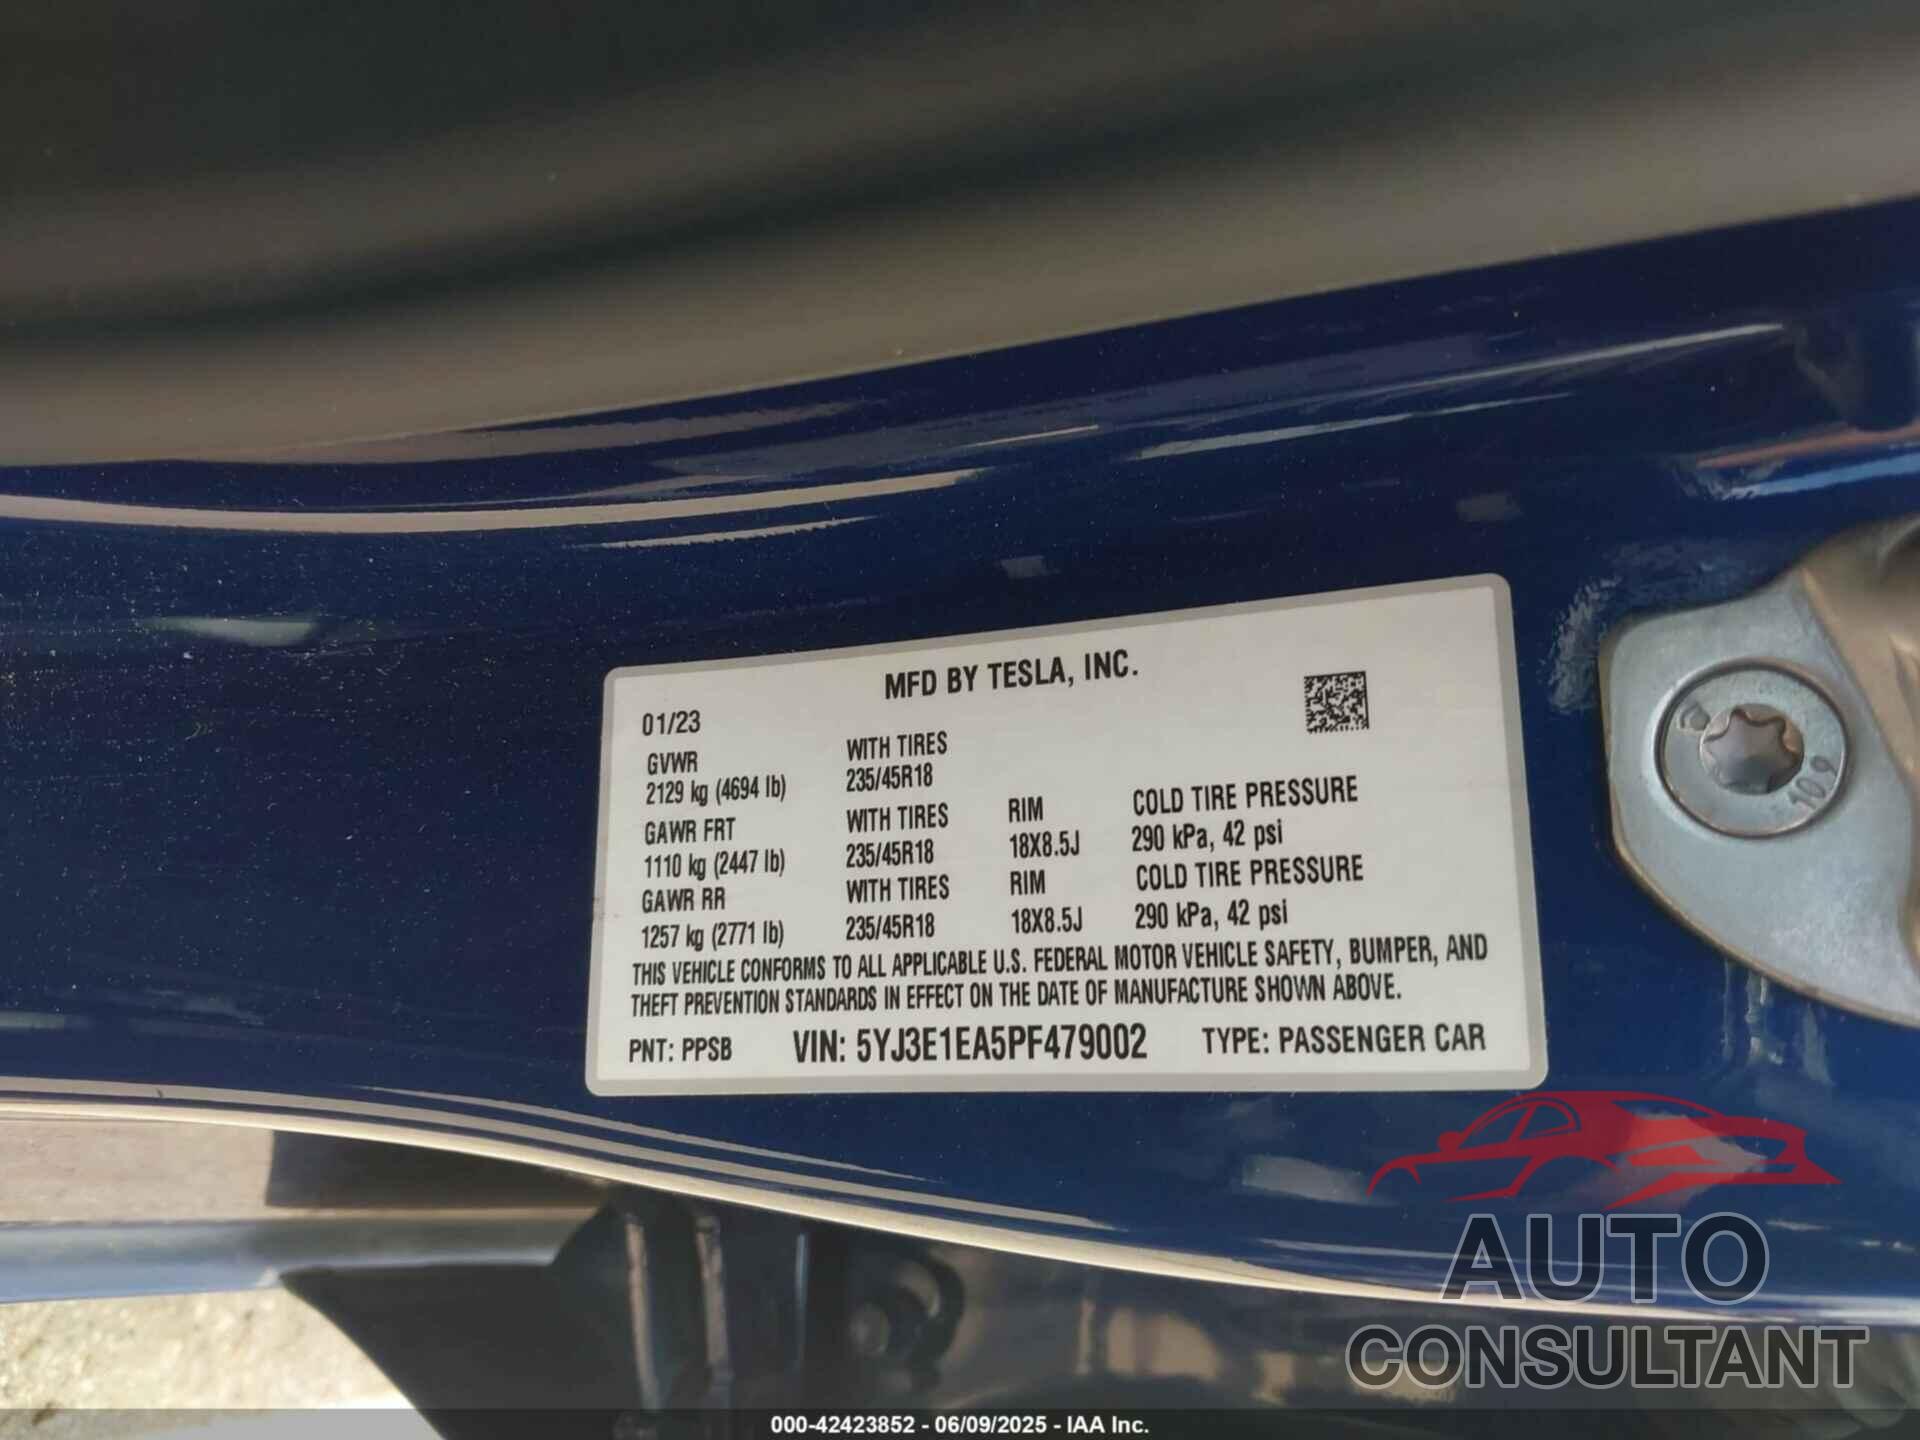 MFD BY TESLA, INC.
01/23
GVWR WITH TIRES
2129 kg (4694 lb) 235/45R18
GAWR FRT WITH TIRES RIM COLD TIRE PRESSURE
1110 kg (2447 lb) 235/45R18 18X8.5J 290 kPa, 42 psi
GAWR RR WITH TIRES RIM COLD TIRE PRESSURE
1257 kg (2771 lb) 235/45R18 18X8.5J 290 kPa, 42 psi
THIS VEHICLE CONFORMS TO ALL APPLICABLE U.S. FEDERAL MOTOR VEHICLE SAFETY, BUMPER, AND
THEFT PREVENTION STANDARDS IN EFFECT ON THE DATE OF MANUFACTURE SHOWN ABOVE.
PNT: PPSB VIN: 5YJ3E1EA5PF479002 TYPE: PASSENGER CAR
10.9
AUTO
CONSULTANT
000-42423852 - 06/09/2025 - IAA Inc.